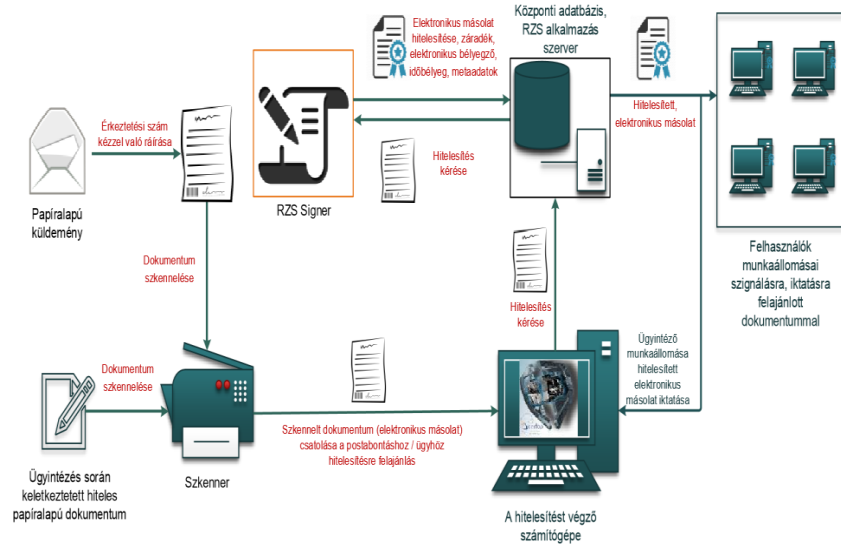 Elektronikus másolat
hitelesítése, záradék,
elektronikus bélyegző,
időbélyeg, metaadatok
Központi adatbázis,
RZS alkalmazás
szerver
Érkeztetési szám
kézzel való ráírása
Hitelesített,
elektronikus másolat
Hitelesítés
kérése
Papíralapú
küldemény
RZS Signer
Dokumentum
szkennelése
Hitelesítés
kérése
Felhasználók
munkaállomásai
szignálásra, iktatásra
felajánlott
dokumentummal
Ügyintéző
munkaállomása
hitelesített
elektronikus
másolat iktatása
Dokumentum
szkennelése
Szkennelt dokumentum (elektronikus másolat)
csatolása a postabontáshoz / ügyhöz
hitelesítésre felajánlás
Ügyintézés során
keletkeztetett hiteles
papíralapú dokumentum
Szkenner
A hitelesítést végző
számítógépe